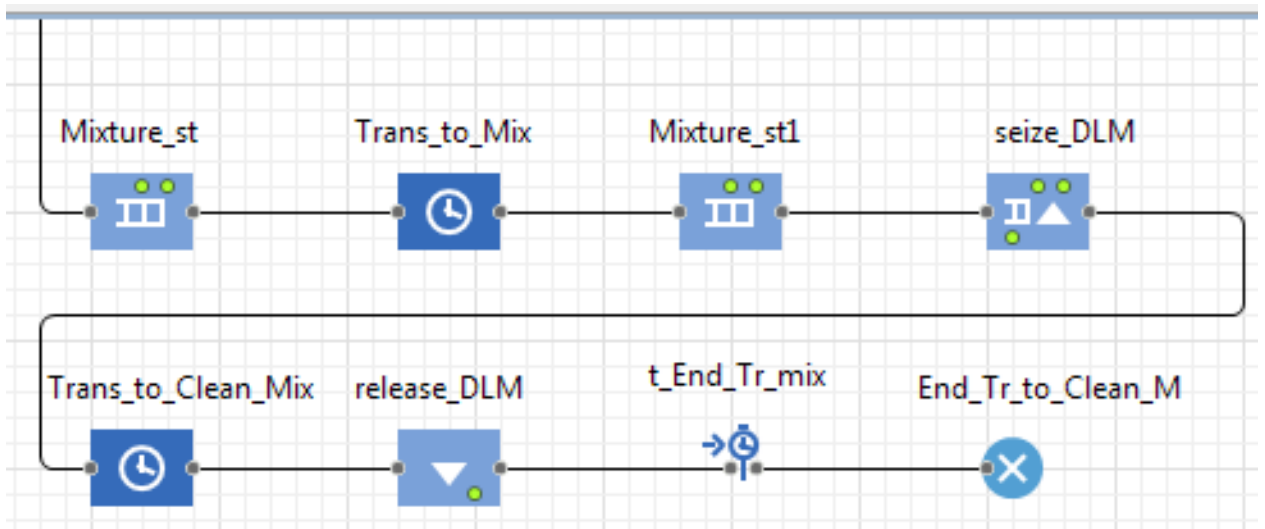 Mixture_st
Trans_to_Mix
Mixture_st1
seize_DLM
Trans_to_Clean_Mix
release_DLM
t_End_Tr_mix
End_Tr_to_Clean_M